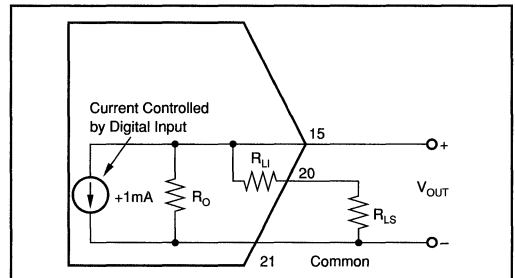 Current Controlled
by Digital Input
15
R_LI
20
+1mA
R_O
R_LS
V_OUT
+
–
21
Common